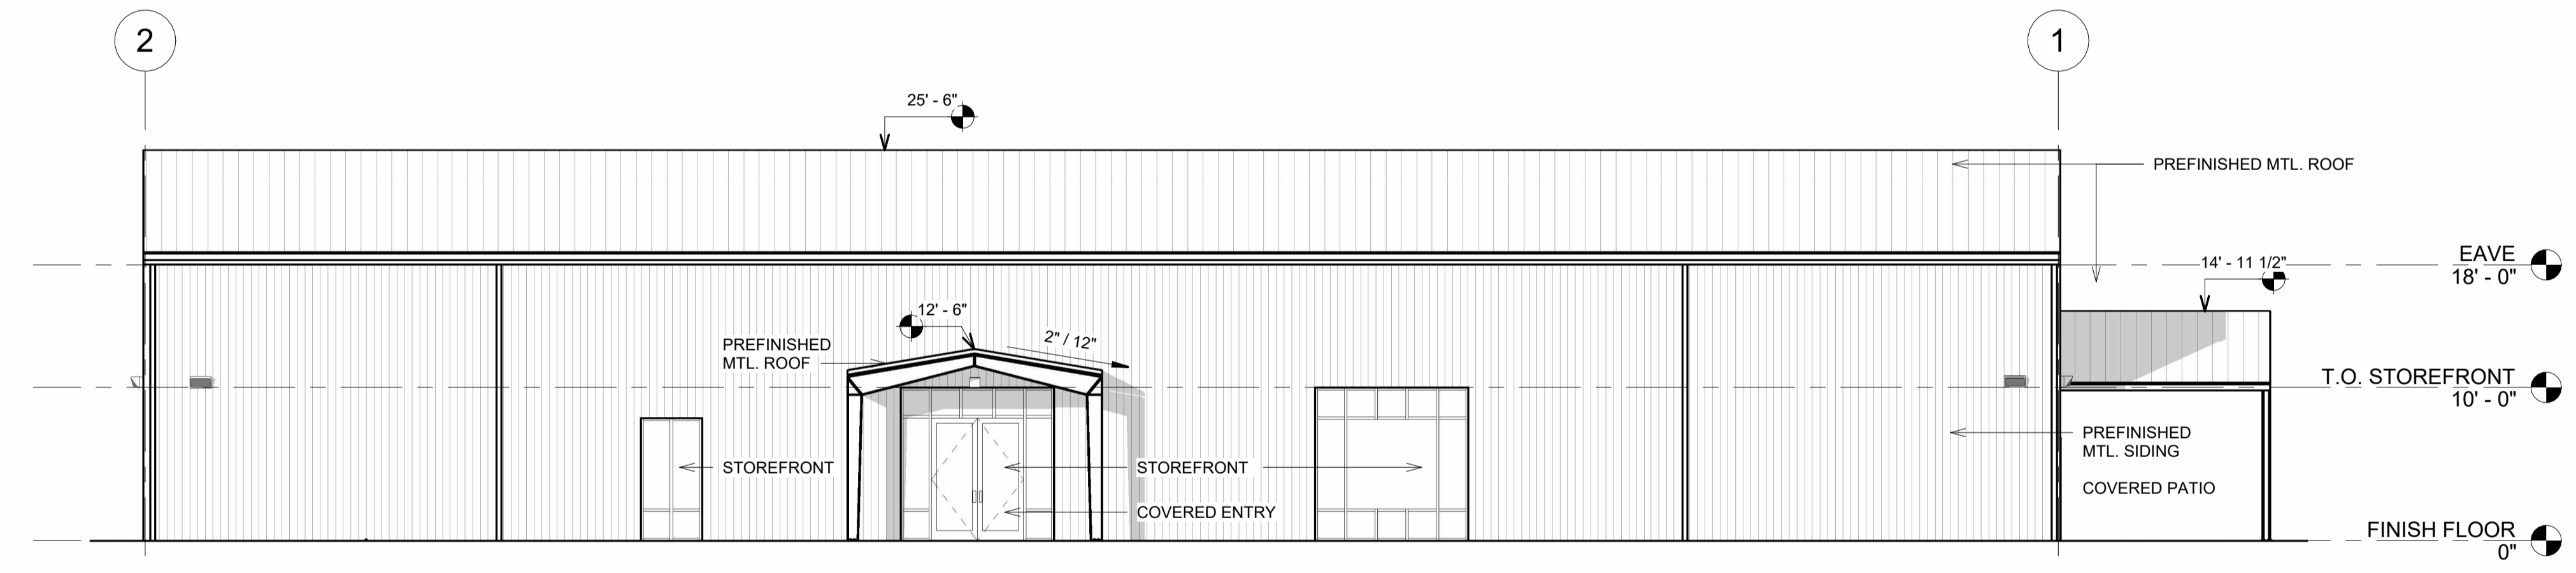 2
1
25' - 6"
PREFINISHED MTL. ROOF
EAVE
18' - 0"
14' - 11 1/2"
12' - 6"
2" / 12"
PREFINISHED
MTL. ROOF
T.O. STOREFRONT
10' - 0"
STOREFRONT
STOREFRONT
COVERED ENTRY
PREFINISHED
MTL. SIDING
COVERED PATIO
FINISH FLOOR
0"